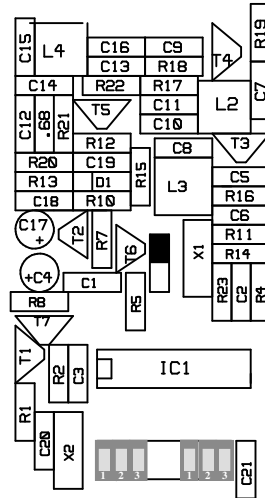 C15
L4
C16
C9
T4
R19
C13
R18
C14
R22
R17
L2
C7
C12
.68
R21
T5
C11
C10
R12
T3
R20
C19
R15
C8
R13
D1
L3
C5
C18
R10
R16
C17
+
T2
R7
T6
X1
C6
R11
R14
+C4
C1
R5
R23
C2
R4
R8
T7
T1
R2
C3
IC1
R1
C20
X2
C21
1 2 3
1 2 3